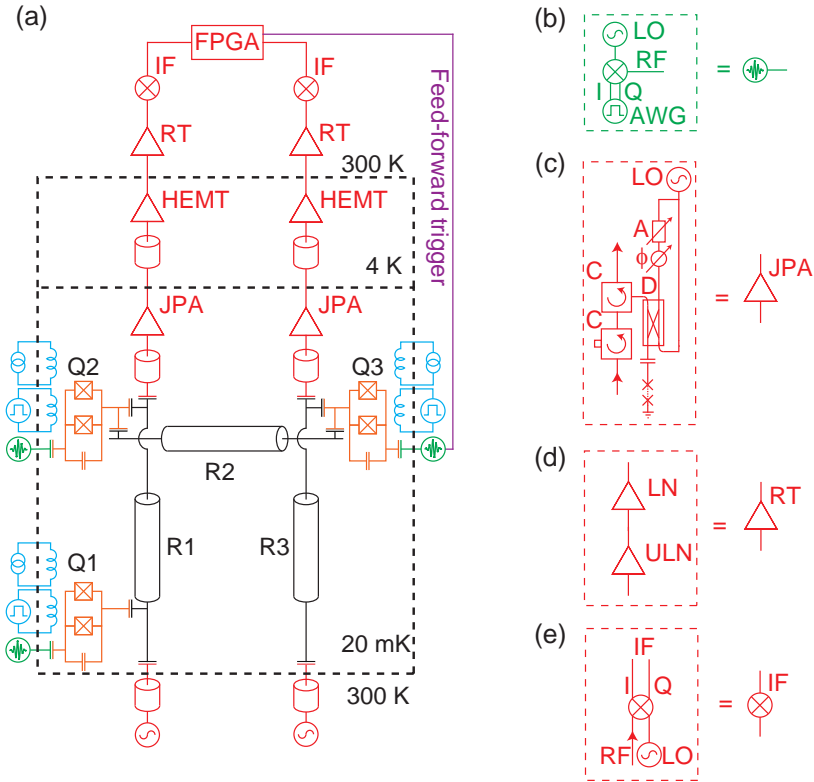 (a)
FPGA
IF
IF
RT
RT
300 K
HEMT
HEMT
4 K
Feed-forward trigger
JPA
JPA
Q2
Q3
R2
R1
R3
Q1
20 mK
300 K
(b)
LO
RF
I
Q
AWG
=
(c)
LO
A
ϕ
C
D
C
=
JPA
(d)
LN
ULN
=
RT
(e)
IF
I
Q
RF
LO
=
IF